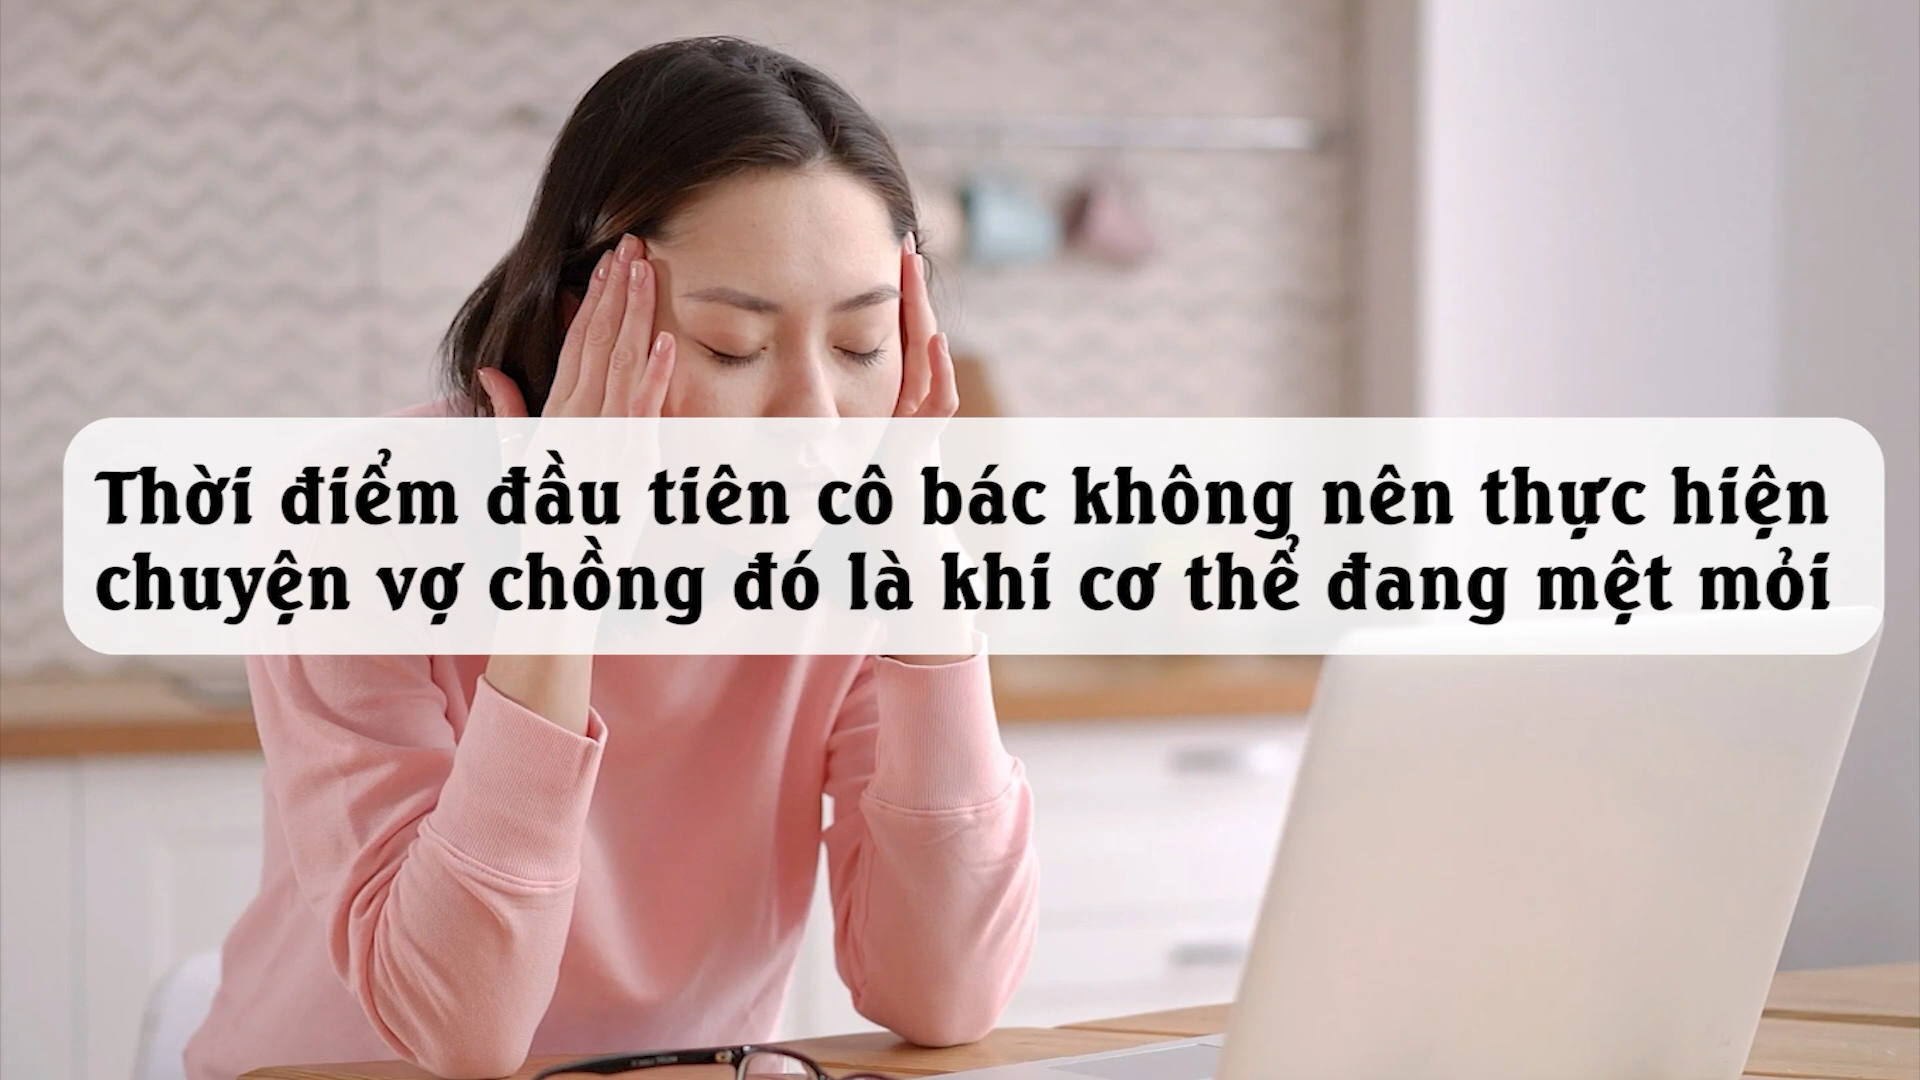 Thời điểm đầu tiên cô bác không nên thực hiện
chuyện vợ chồng đó là khi cơ thể đang mệt mỏi